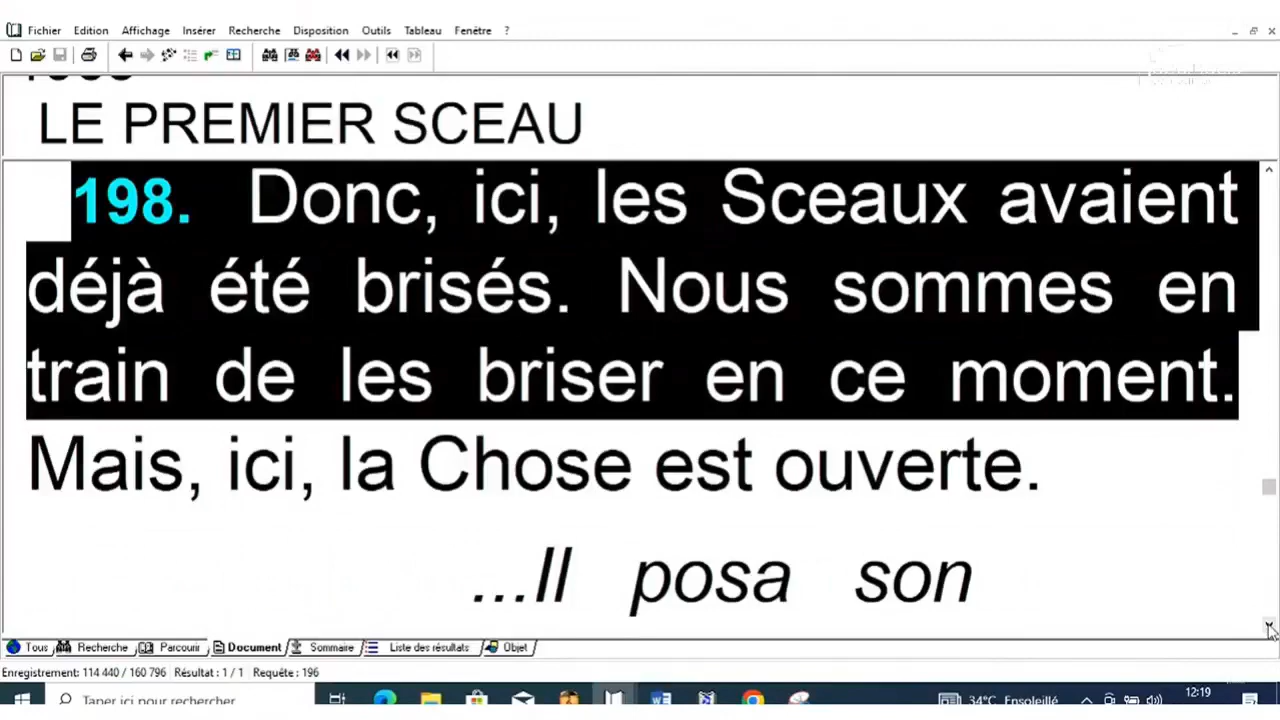 Fichier Edition Affichage Insérer Recherche Disposition Outils Tableau Fenêtre ?
LE PREMIER SCEAU
198. Donc, ici, les Sceaux avaient
déjà été brisés. Nous sommes en
train de les briser en ce moment.
Mais, ici, la Chose est ouverte.
...Il posa son
Tous Recherche Parcourir Document Sommaire Liste des résultats Objet
Enregistrement: 114 440 / 160 796 Résultat : 1 / 1 Requête : 196
Taper ici pour rechercher 34°C Ensoleillé 12:19